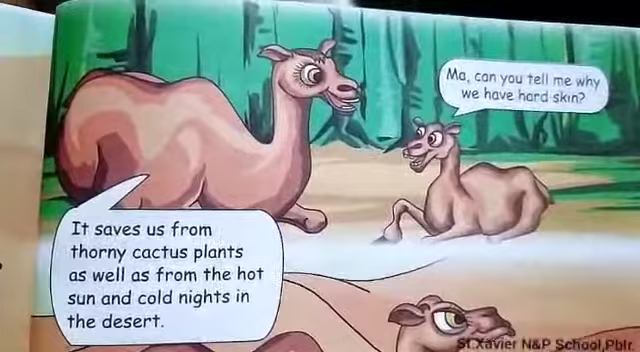 Ma, can you tell me why
we have hard skin?
It saves us from
thorny cactus plants
as well as from the hot
sun and cold nights in
the desert.
St.Xavier N&P School,Pblr.